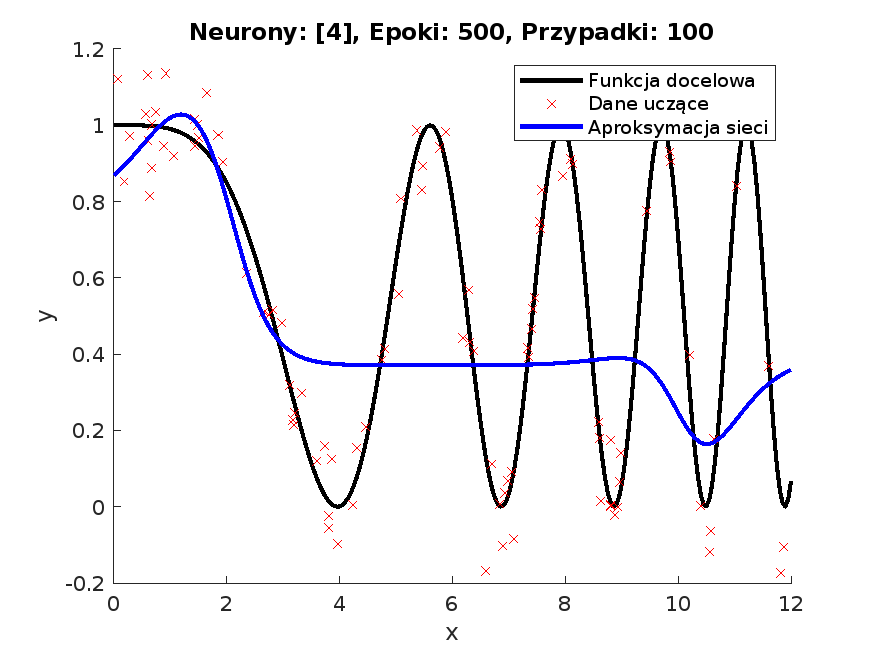 Neurony: [4], Epoki: 500, Przypadki: 100
1.2
1
0.8
0.6
0.4
0.2
0
-0.2
y
Funkcja docelowa
Dane uczące
Aproksymacja sieci
0 2 4 6 8 10 12
x